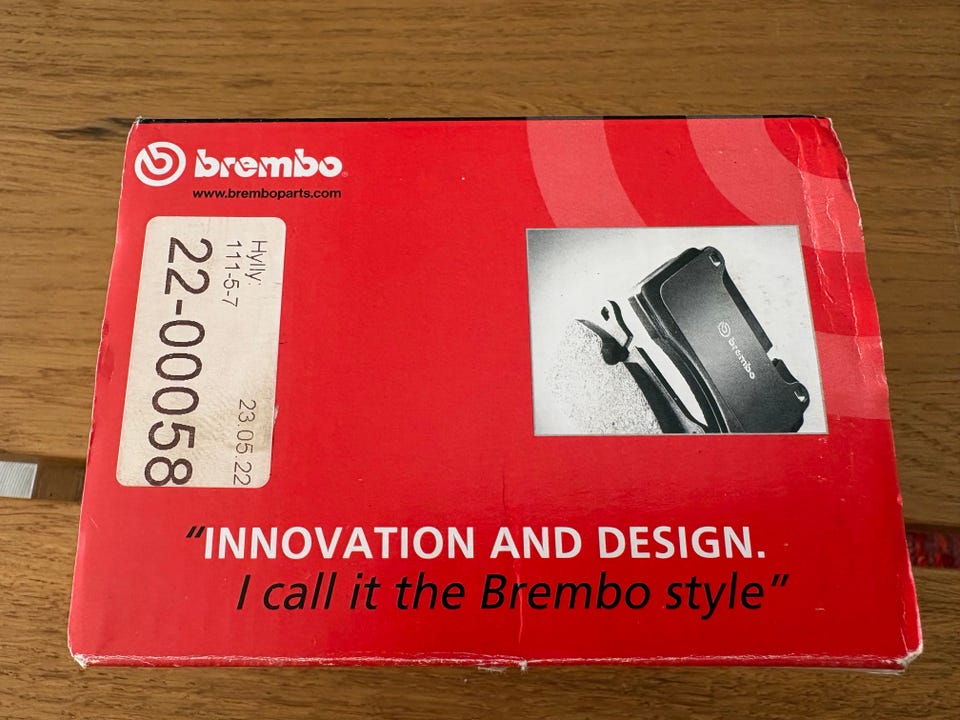 brembo
www.bremboparts.com
Hylly:
111-5-7
23.05.22
22-00058
brembo
"INNOVATION AND DESIGN.
I call it the Brembo style"